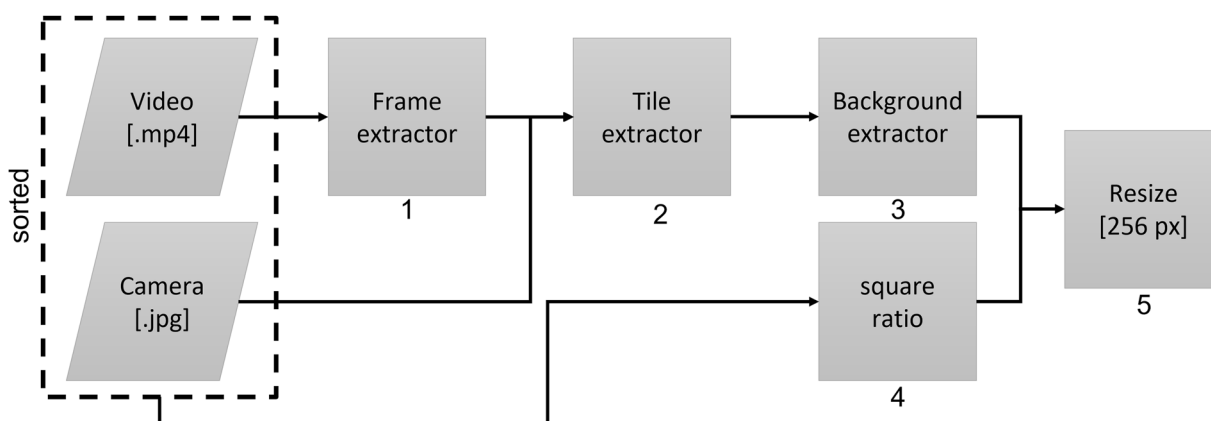 sorted
Video
[.mp4]
Frame
extractor
1
Tile
extractor
2
Background
extractor
3
Camera
[.jpg]
square
ratio
4
Resize
[256 px]
5